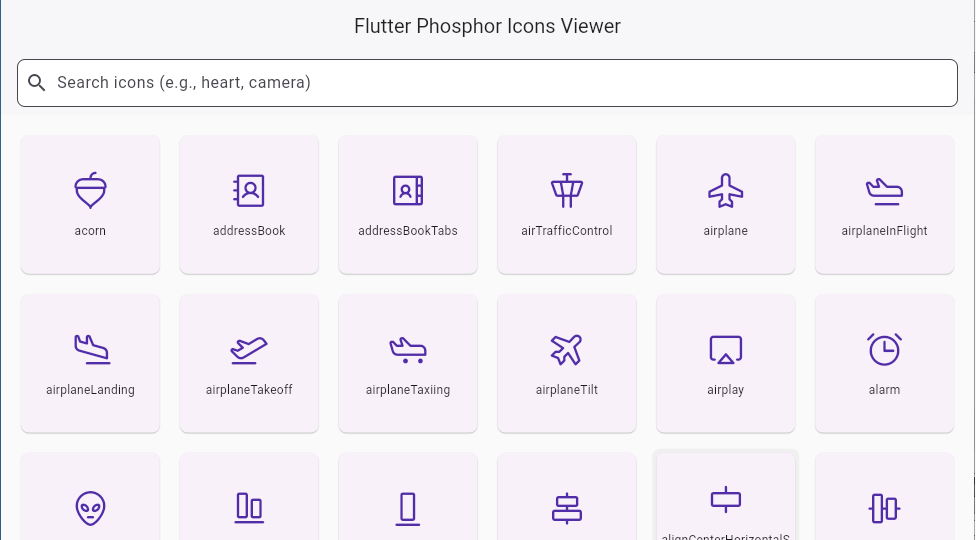 Flutter Phosphor Icons Viewer
Search icons (e.g., heart, camera)
acorn
addressBook
addressBookTabs
airTrafficControl
airplane
airplaneInFlight
airplaneLanding
airplaneTakeoff
airplaneTaxiing
airplaneTilt
airplay
alarm
alignCenterHorizontalS